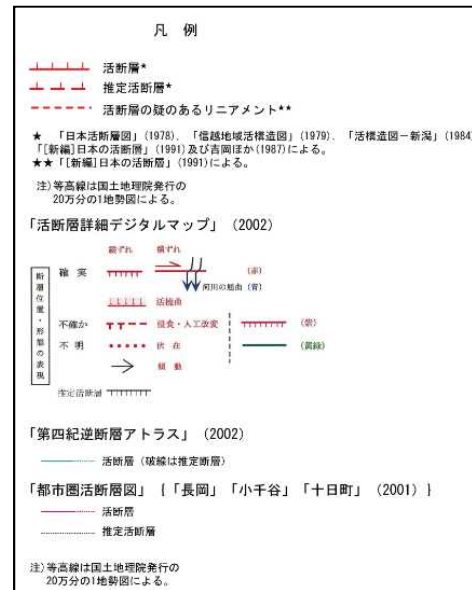 凡 例
活断層*
推定活断層*
活断層の疑のあるリニアメント**
★ 「日本活断層図」(1978), 「信越地域活構造図」(1979), 「活構造図－新潟」(1984)
「[新編]日本の活断層」(1991)及び吉岡ほか(1987)による。
★★「[新編]日本の活断層」(1991)による。
注)等高線は国土地理院発行の
20万分の1地勢図による。
「活断層詳細デジタルマップ」(2002)
縦ずれ 横ずれ
確 実 (赤)
河川の屈曲(青)
活撓曲
不確か 侵食・人工改変 (紫)
不 明 伏 在 (黄緑)
傾 動
推定活断層
断層位置・形態の表現
「第四紀逆断層アトラス」(2002)
活断層(破線は推定断層)
「都市圏活断層図」{「長岡」「小千谷」「十日町」(2001)}
活断層
推定活断層
注)等高線は国土地理院発行の
20万分の1地勢図による。